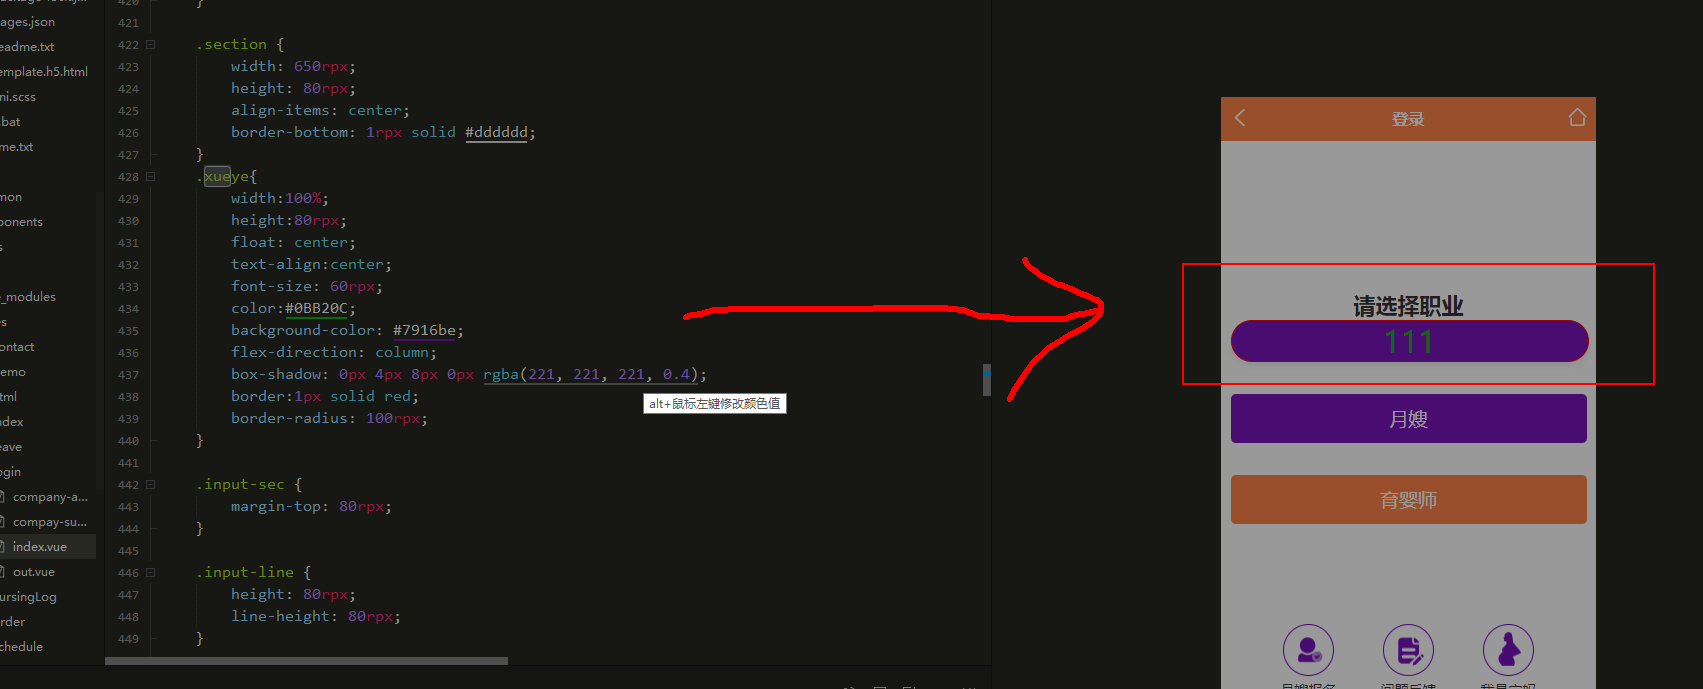 ages.json
eadme.txt
emplate.h5.html
ni.scss
.bat
me.txt
mon
ponents
s
_modules
es
ontact
emo
tml
ndex
eave
ogin
company-a...
compay-su...
index.vue
out.vue
ursingLog
rder
chedule
420 }
421
422 .section {
423 width: 650rpx;
424 height: 80rpx;
425 align-items: center;
426 border-bottom: 1rpx solid #dddddd;
427 }
428 .xueye{
429 width:100%;
430 height:80rpx;
431 float: center;
432 text-align:center;
433 font-size: 60rpx;
434 color:#0BB20C;
435 background-color: #7916be;
436 flex-direction: column;
437 box-shadow: 0px 4px 8px 0px rgba(221, 221, 221, 0.4);
438 border:1px solid red;
439 border-radius: 100rpx;
440 }
441
442 .input-sec {
443 margin-top: 80rpx;
444 }
445
446 .input-line {
447 height: 80rpx;
448 line-height: 80rpx;
449 }
alt+鼠标左键修改颜色值
登录
请选择职业
111
月嫂
育婴师